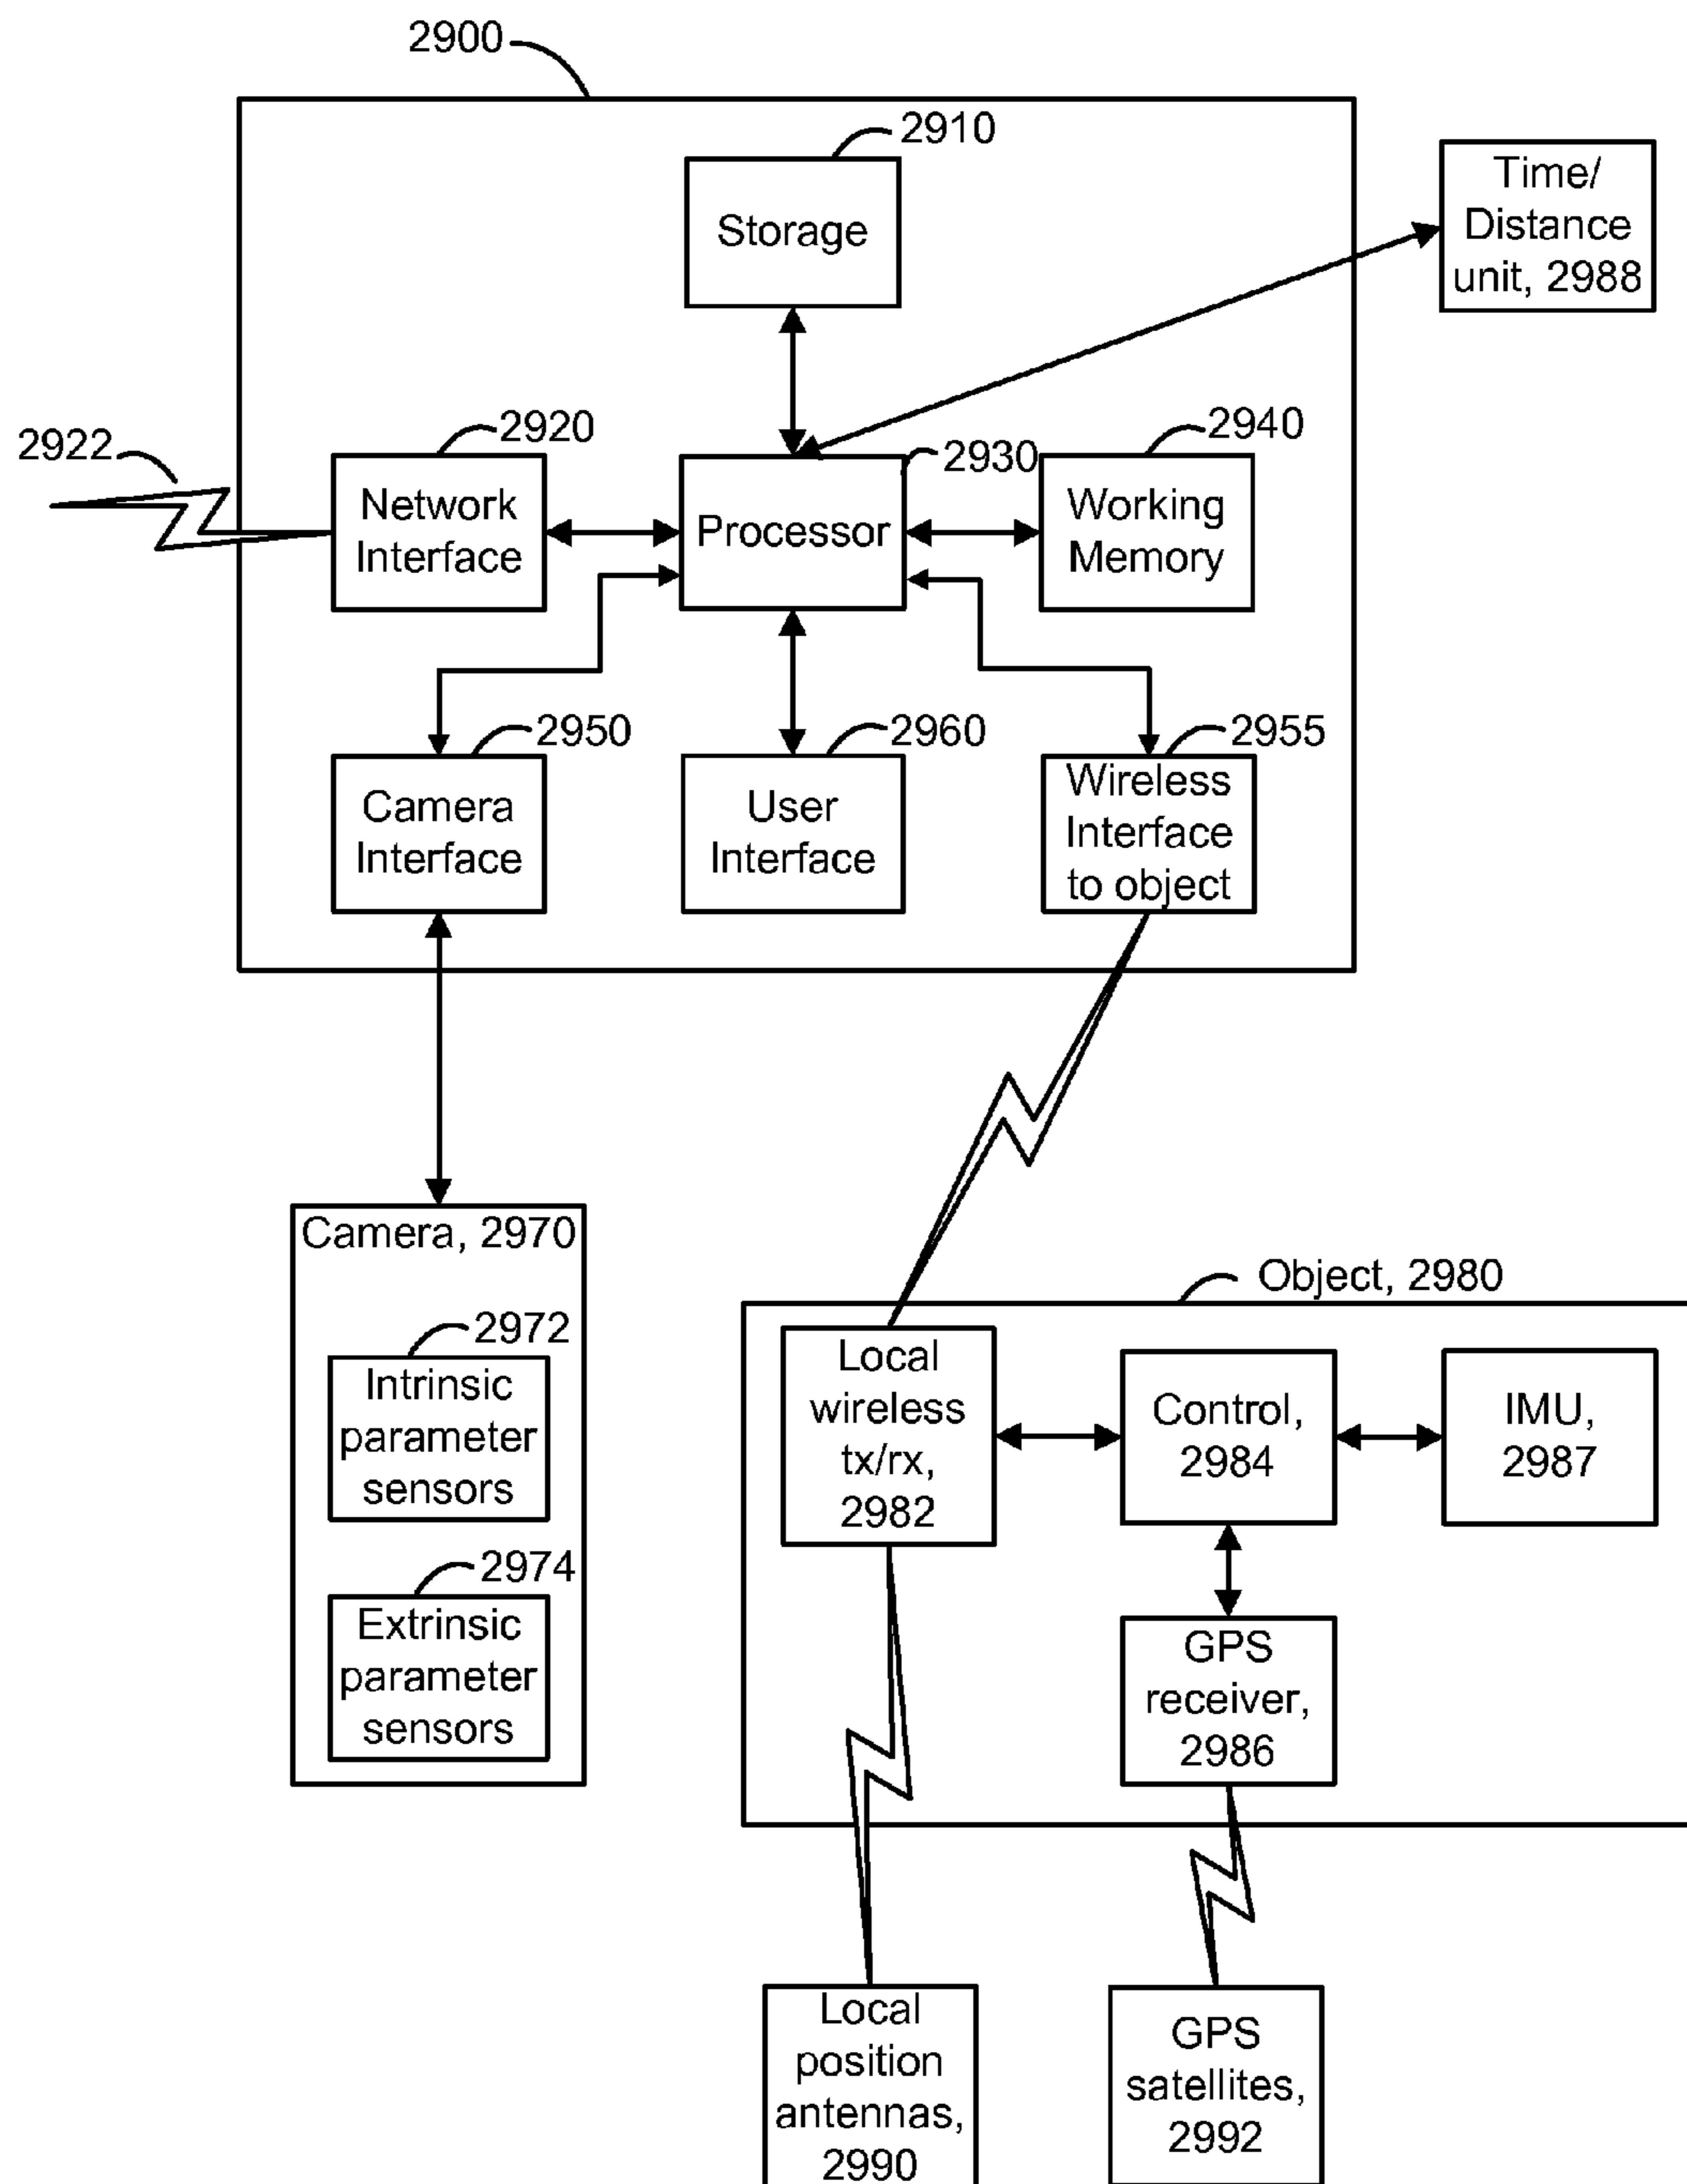 2900
2910
Storage
Time/
Distance
unit, 2988
2922
2920
Network
Interface
2930
Processor
2940
Working
Memory
2950
Camera
Interface
2960
User
Interface
2955
Wireless
Interface
to object
Camera, 2970
2972
Intrinsic
parameter
sensors
2974
Extrinsic
parameter
sensors
Object, 2980
Local
wireless
tx/rx,
2982
Control,
2984
IMU,
2987
GPS
receiver,
2986
Local
position
antennas,
2990
GPS
satellites,
2992